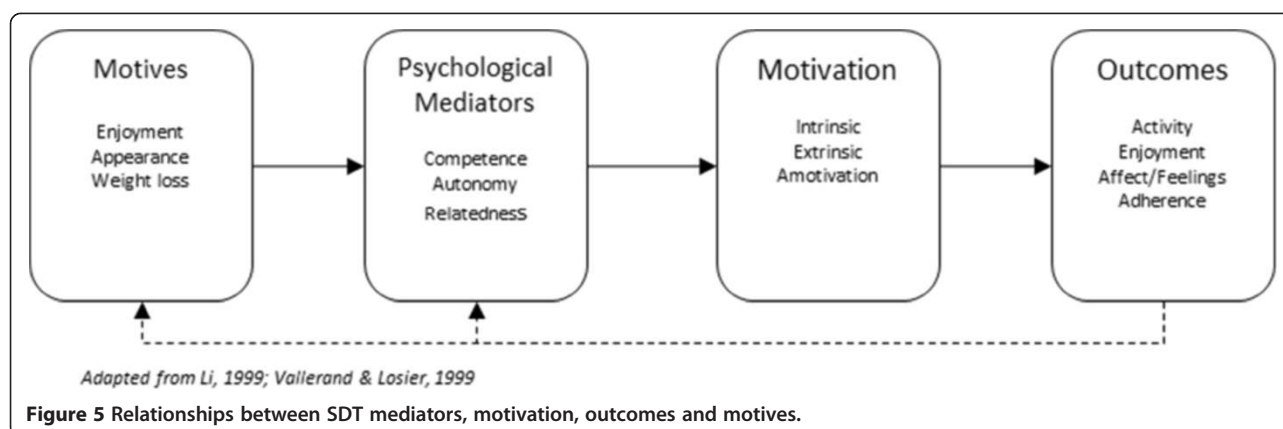 Motives
Enjoyment
Appearance
Weight loss
Psychological
Mediators
Competence
Autonomy
Relatedness
Motivation
Intrinsic
Extrinsic
Amotivation
Outcomes
Activity
Enjoyment
Affect/Feelings
Adherence
Adapted from Li, 1999; Vallerand & Losier, 1999
Figure 5 Relationships between SDT mediators, motivation, outcomes and motives.